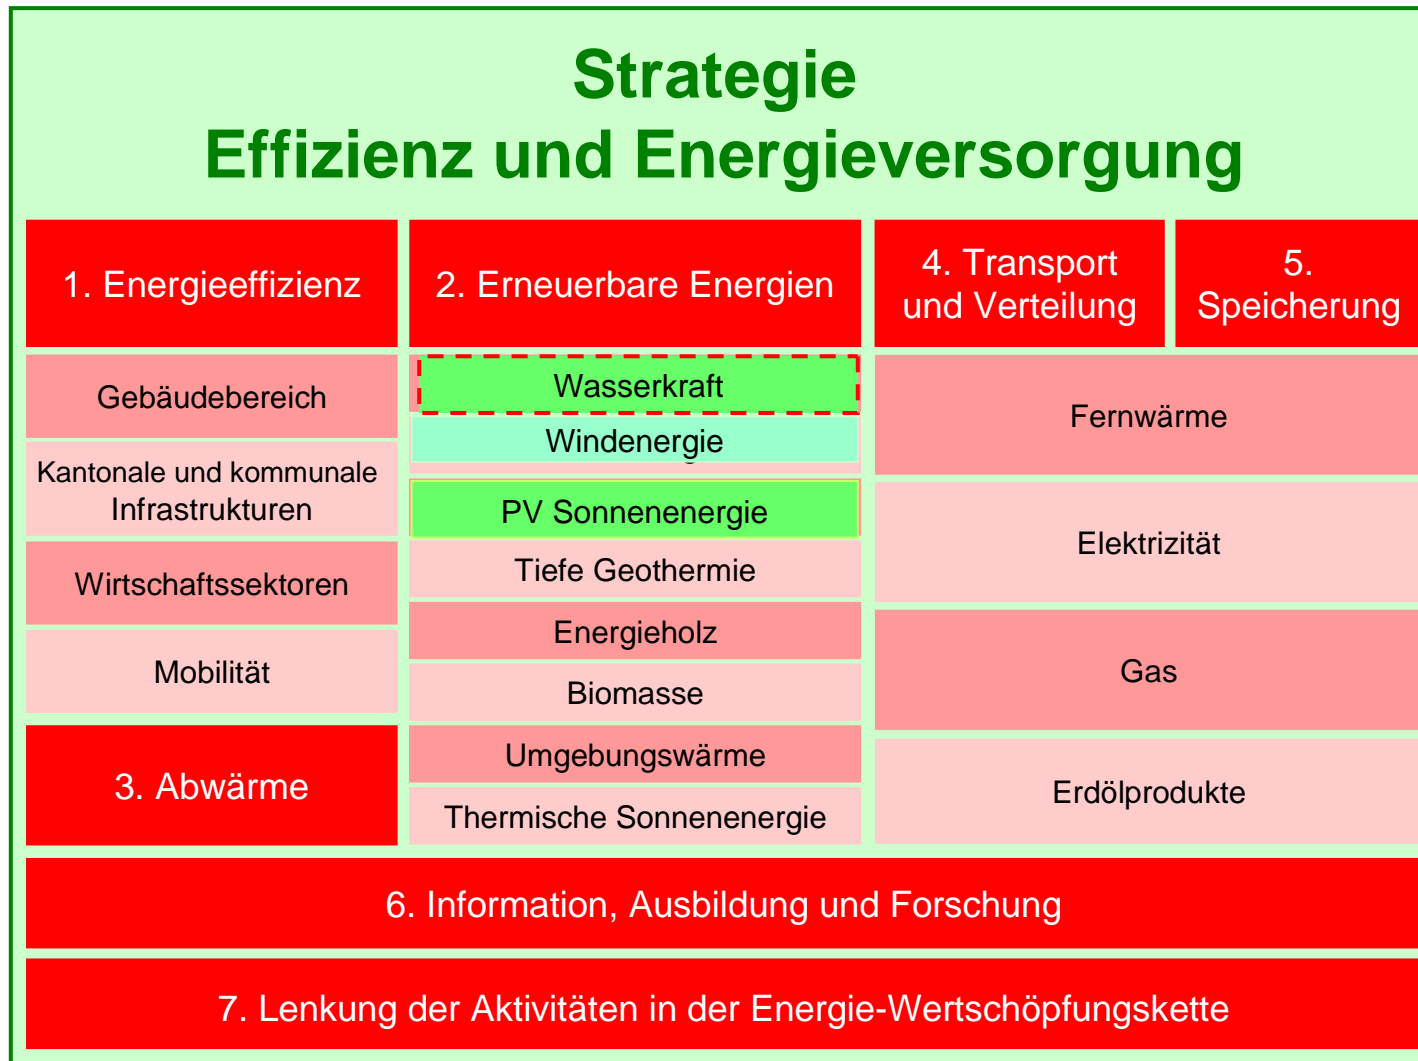 Strategie
Effizienz und Energieversorgung
1. Energieeffizienz
Gebäudebereich
Kantonale und kommunale
Infrastrukturen
Wirtschaftssektoren
Mobilität
3. Abwärme
2. Erneuerbare Energien
Wasserkraft
Windenergie
PV Sonnenenergie
Tiefe Geothermie
Energieholz
Biomasse
Umgebungswärme
Thermische Sonnenenergie
4. Transport
und Verteilung
5.
Speicherung
Fernwärme
Elektrizität
Gas
Erdölprodukte
6. Information, Ausbildung und Forschung
7. Lenkung der Aktivitäten in der Energie-Wertschöpfungskette